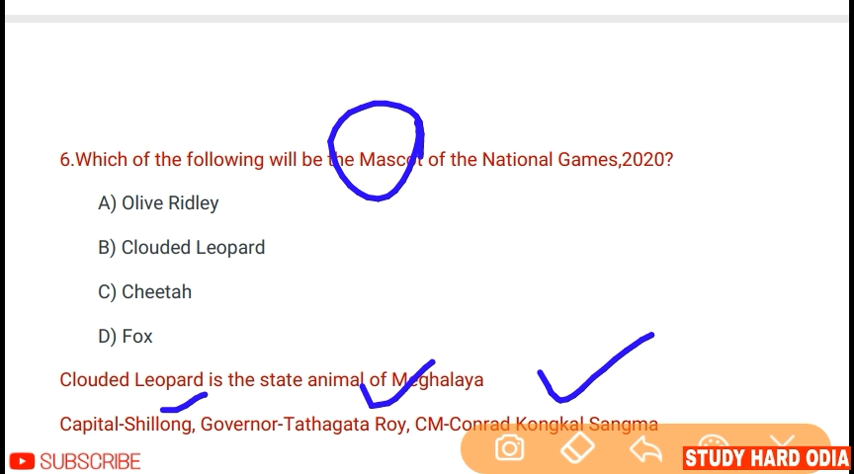 6.Which of the following will be the Mascot of the National Games,2020?
A) Olive Ridley
B) Clouded Leopard
C) Cheetah
D) Fox
Clouded Leopard is the state animal of Meghalaya
Capital-Shillong, Governor-Tathagata Roy, CM-Conrad Kongkal Sangma
SUBSCRIBE
STUDY HARD ODIA